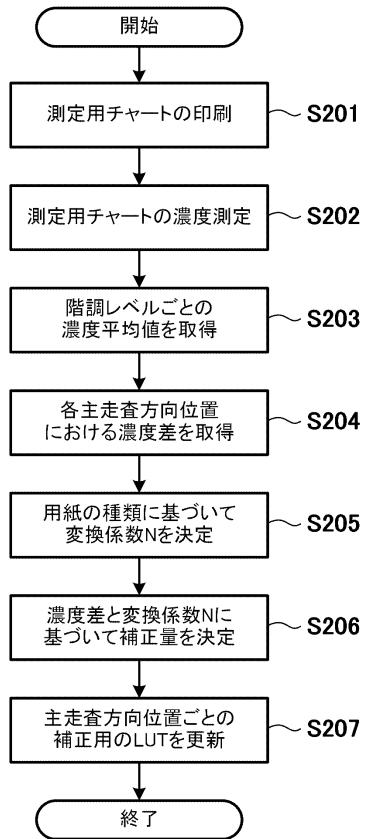 開始
測定用チャートの印刷
S201
測定用チャートの濃度測定
S202
階調レベルごとの
濃度平均値を取得
S203
各主走査方向位置
における濃度差を取得
S204
用紙の種類に基づいて
変換係数Nを決定
S205
濃度差と変換係数Nに
基づいて補正量を決定
S206
主走査方向位置ごとの
補正用のLUTを更新
S207
終了